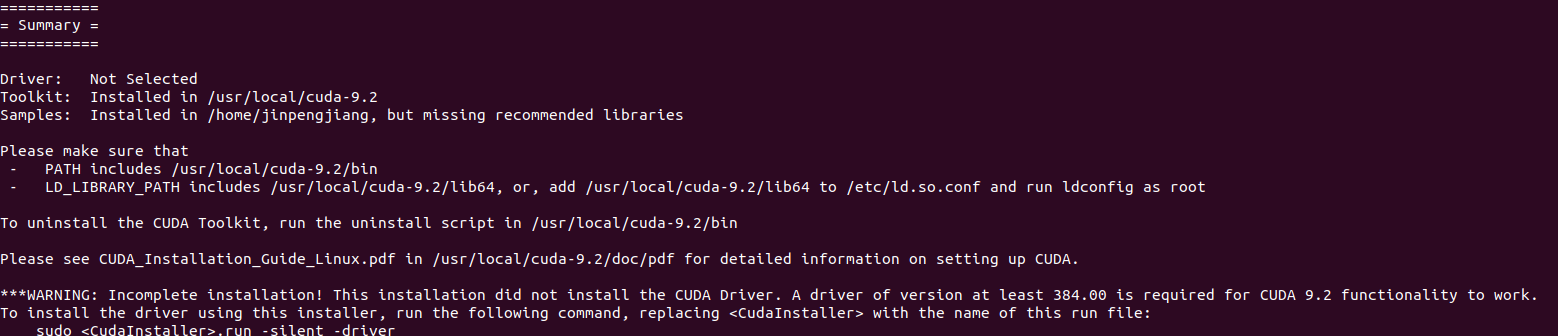 ===========
= Summary =
===========
Driver:   Not Selected
Toolkit:  Installed in /usr/local/cuda-9.2
Samples:  Installed in /home/jinpengjiang, but missing recommended libraries
Please make sure that
 -   PATH includes /usr/local/cuda-9.2/bin
 -   LD_LIBRARY_PATH includes /usr/local/cuda-9.2/lib64, or, add /usr/local/cuda-9.2/lib64 to /etc/ld.so.conf and run ldconfig as root
To uninstall the CUDA Toolkit, run the uninstall script in /usr/local/cuda-9.2/bin
Please see CUDA_Installation_Guide_Linux.pdf in /usr/local/cuda-9.2/doc/pdf for detailed information on setting up CUDA.
***WARNING: Incomplete installation! This installation did not install the CUDA Driver. A driver of version at least 384.00 is required for CUDA 9.2 functionality to work.
To install the driver using this installer, run the following command, replacing <CudaInstaller> with the name of this run file:
    sudo <CudaInstaller>.run -silent -driver